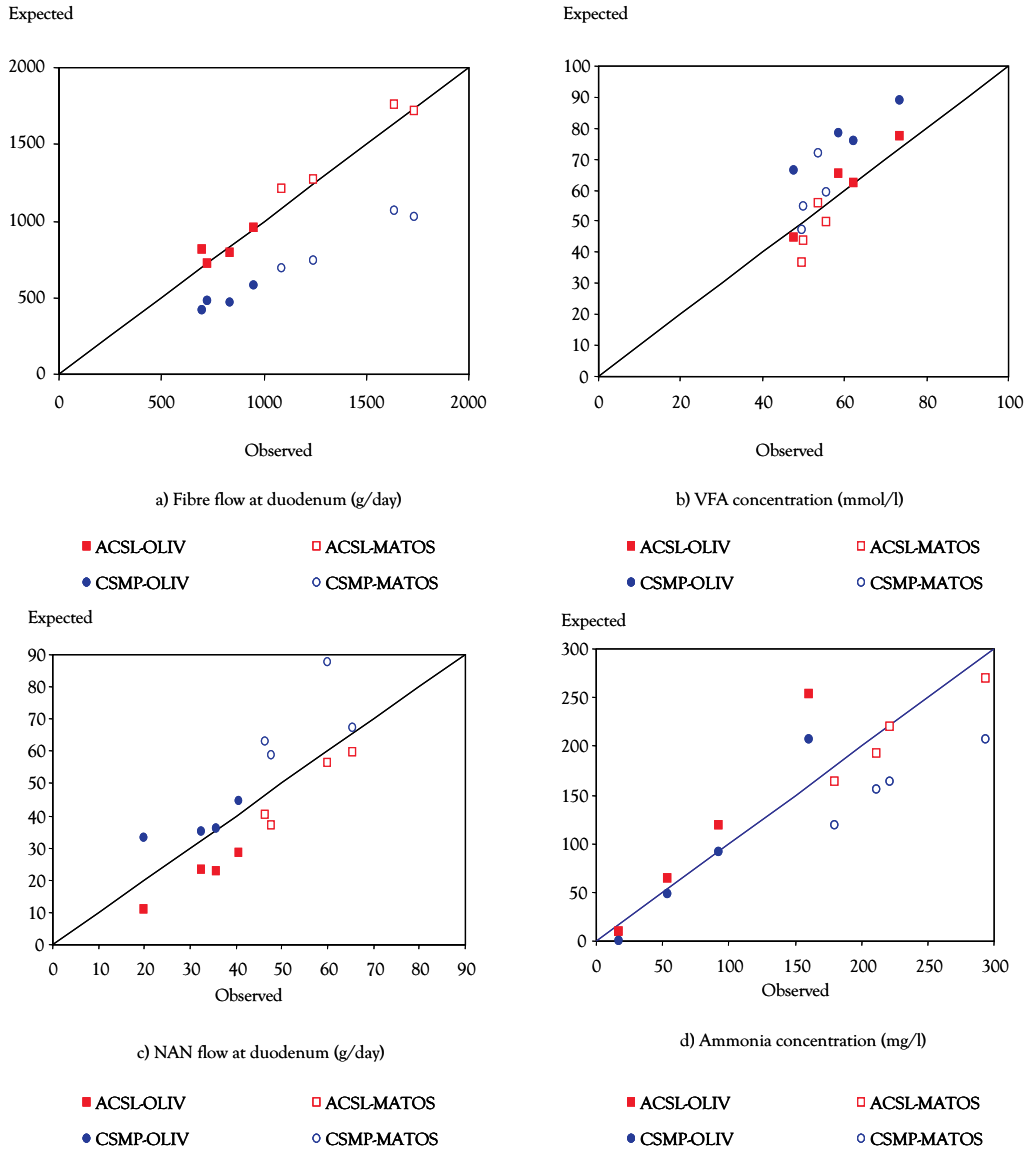 Expected
2000
1500
1000
500
0
0 500 1000 1500 2000
Observed
a) Fibre flow at duodenum (g/day)
ACSL-OLIV ACSL-MATOS
CSMP-OLIV CSMP-MATOS
Expected
100
90
80
70
60
50
40
30
20
10
0
0 20 40 60 80 100
Observed
b) VFA concentration (mmol/l)
ACSL-OLIV ACSL-MATOS
CSMP-OLIV CSMP-MATOS
Expected
90
80
70
60
50
40
30
20
10
0
0 10 20 30 40 50 60 70 80 90
Observed
c) NAN flow at duodenum (g/day)
ACSL-OLIV ACSL-MATOS
CSMP-OLIV CSMP-MATOS
Expected
300
250
200
150
100
50
0
0 50 100 150 200 250 300
Observed
d) Ammonia concentration (mg/l)
ACSL-OLIV ACSL-MATOS
CSMP-OLIV CSMP-MATOS